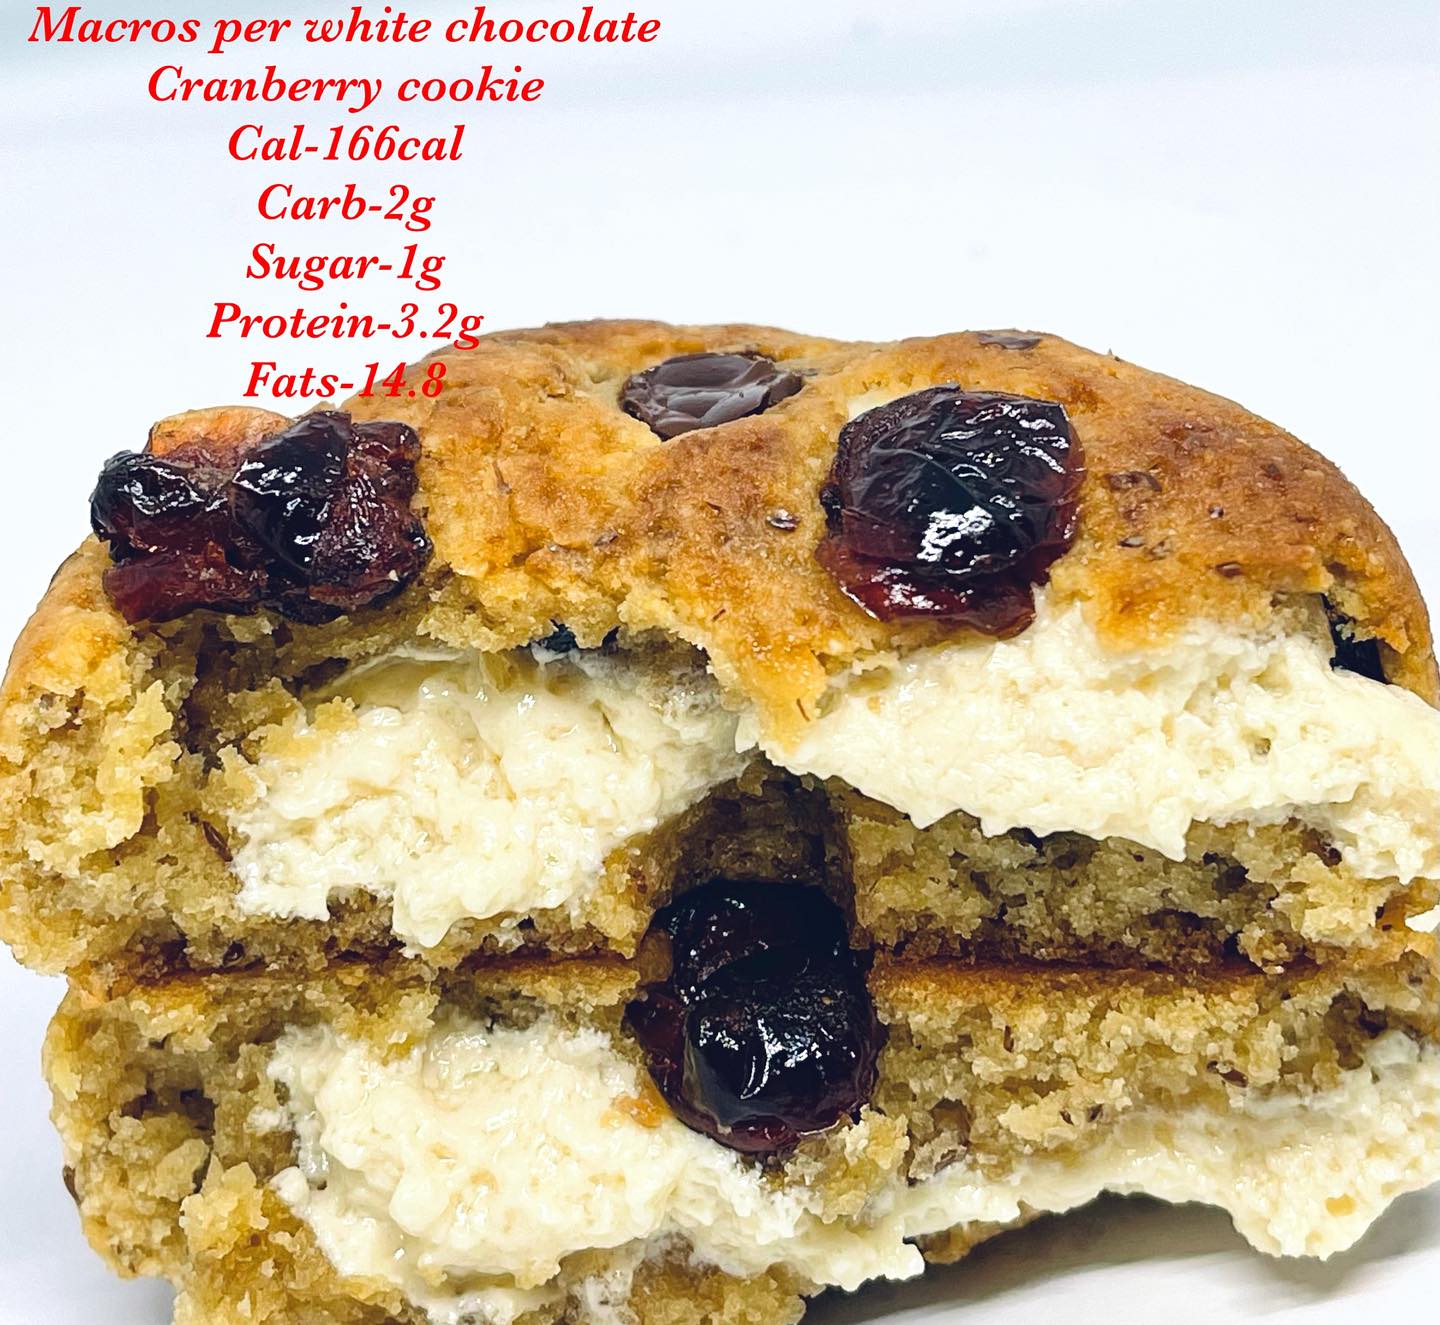 Macros per white chocolate
Cranberry cookie
Cal-166cal
Carb-2g
Sugar-1g
Protein-3.2g
Fats-14.8